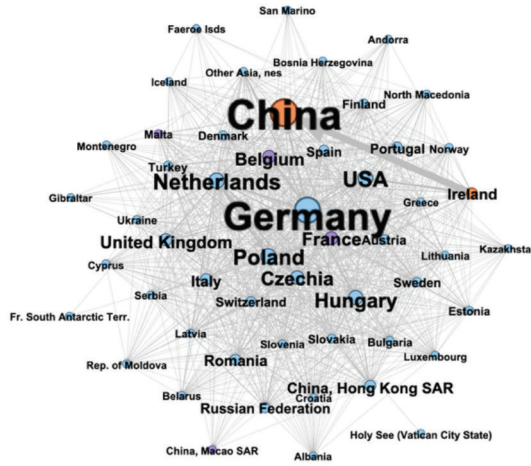 San Marino
Faeroe Isds
Andorra
Bosnia Herzegovina
Other Asia, nes
Iceland
North Macedonia
China
Finland
Malta
Denmark
Montenegro
Belgium
Spain
Portugal
Norway
Turkey
Netherlands
USA
Ireland
Gibraltar
Greece
Germany
Ukraine
United Kingdom
France
Austria
Kazakhsta
Poland
Lithuania
Cyprus
Czechia
Italy
Sweden
Serbia
Switzerland
Hungary
Estonia
Fr. South Antarctic Terr.
Latvia
Slovenia
Slovakia
Bulgaria
Luxembourg
Rep. of Moldova
Romania
China, Hong Kong SAR
Belarus
Croatia
Russian Federation
Holy See (Vatican City State)
China, Macao SAR
Albania